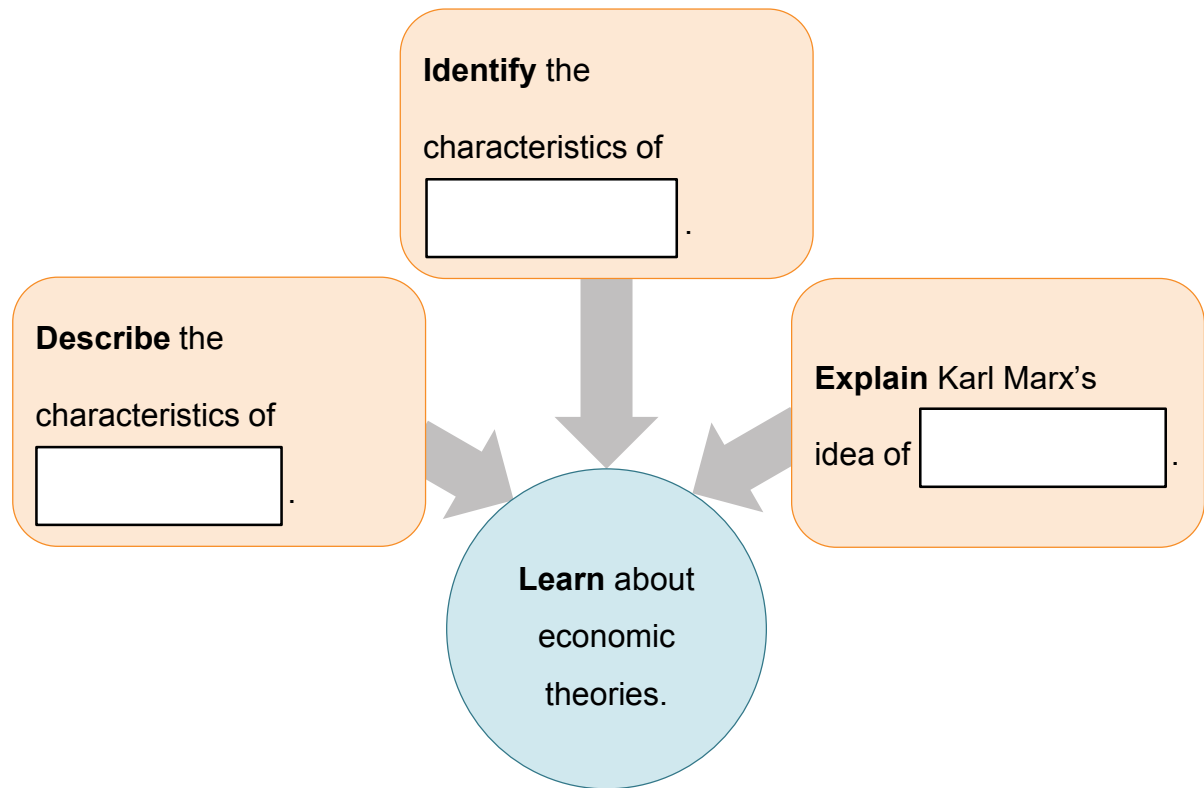 Identify the
characteristics of
.
Describe the
characteristics of
.
Explain Karl Marx’s
idea of .
Learn about
economic
theories.